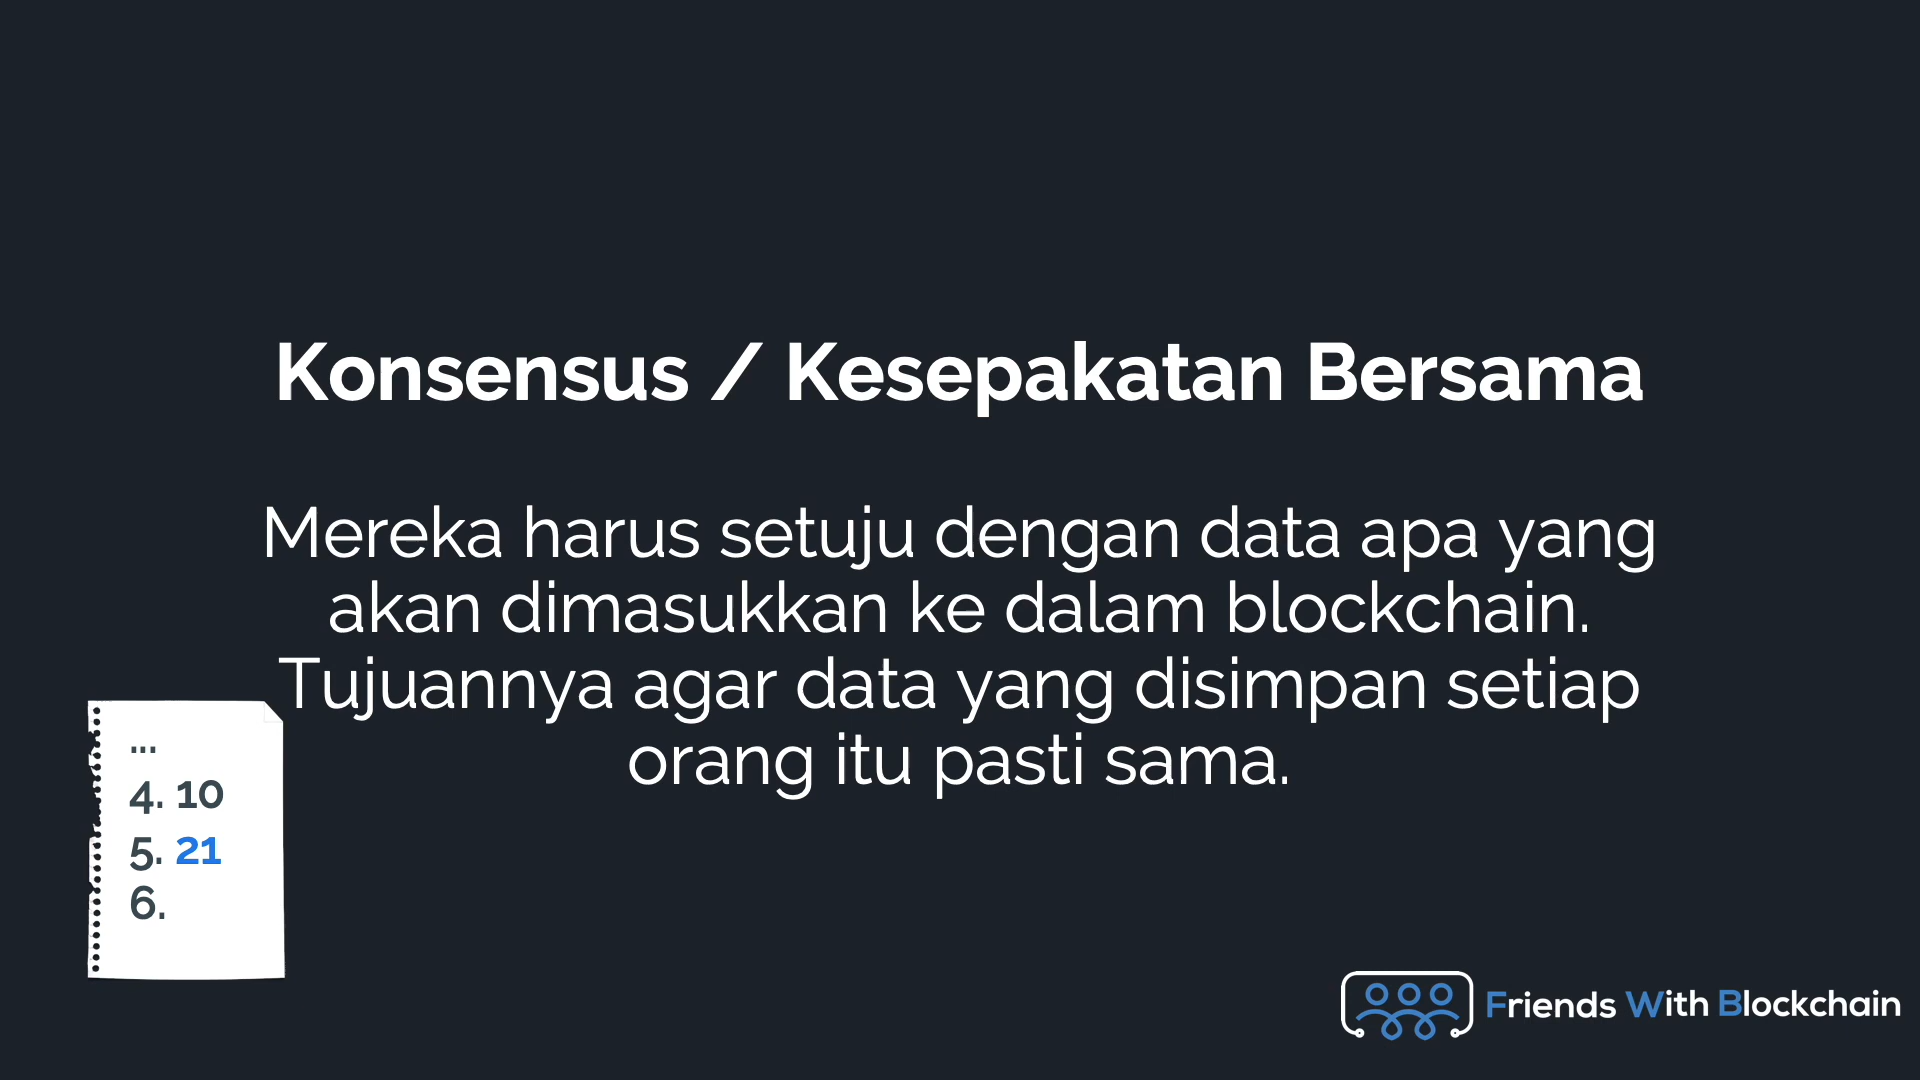 Konsensus / Kesepakatan Bersama
Mereka harus setuju dengan data apa yang
akan dimasukkan ke dalam blockchain.
Tujuannya agar data yang disimpan setiap
orang itu pasti sama.
...
4. 10
5. 21
6.
Friends With Blockchain